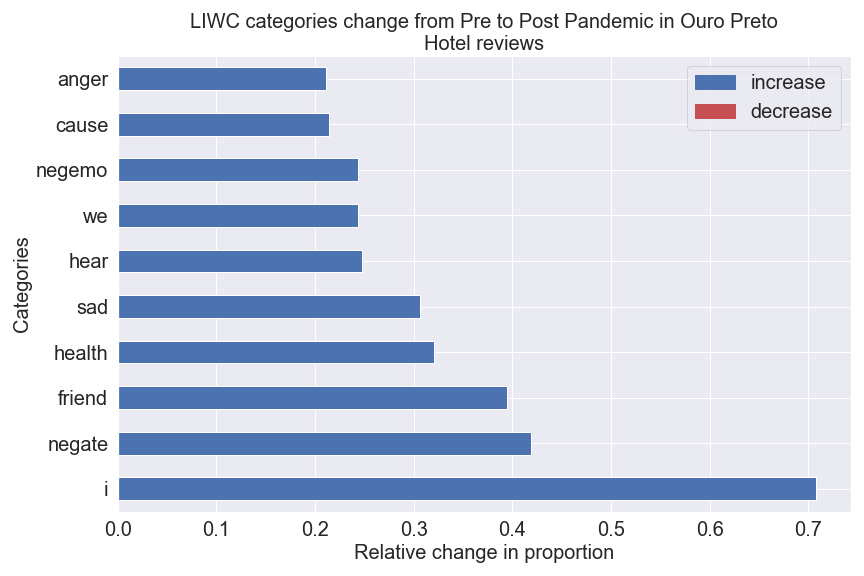 LIWC categories change from Pre to Post Pandemic in Ouro Preto
Hotel reviews
increase
decrease
Categories
anger
cause
negemo
we
hear
sad
health
friend
negate
i
0.0 0.1 0.2 0.3 0.4 0.5 0.6 0.7
Relative change in proportion